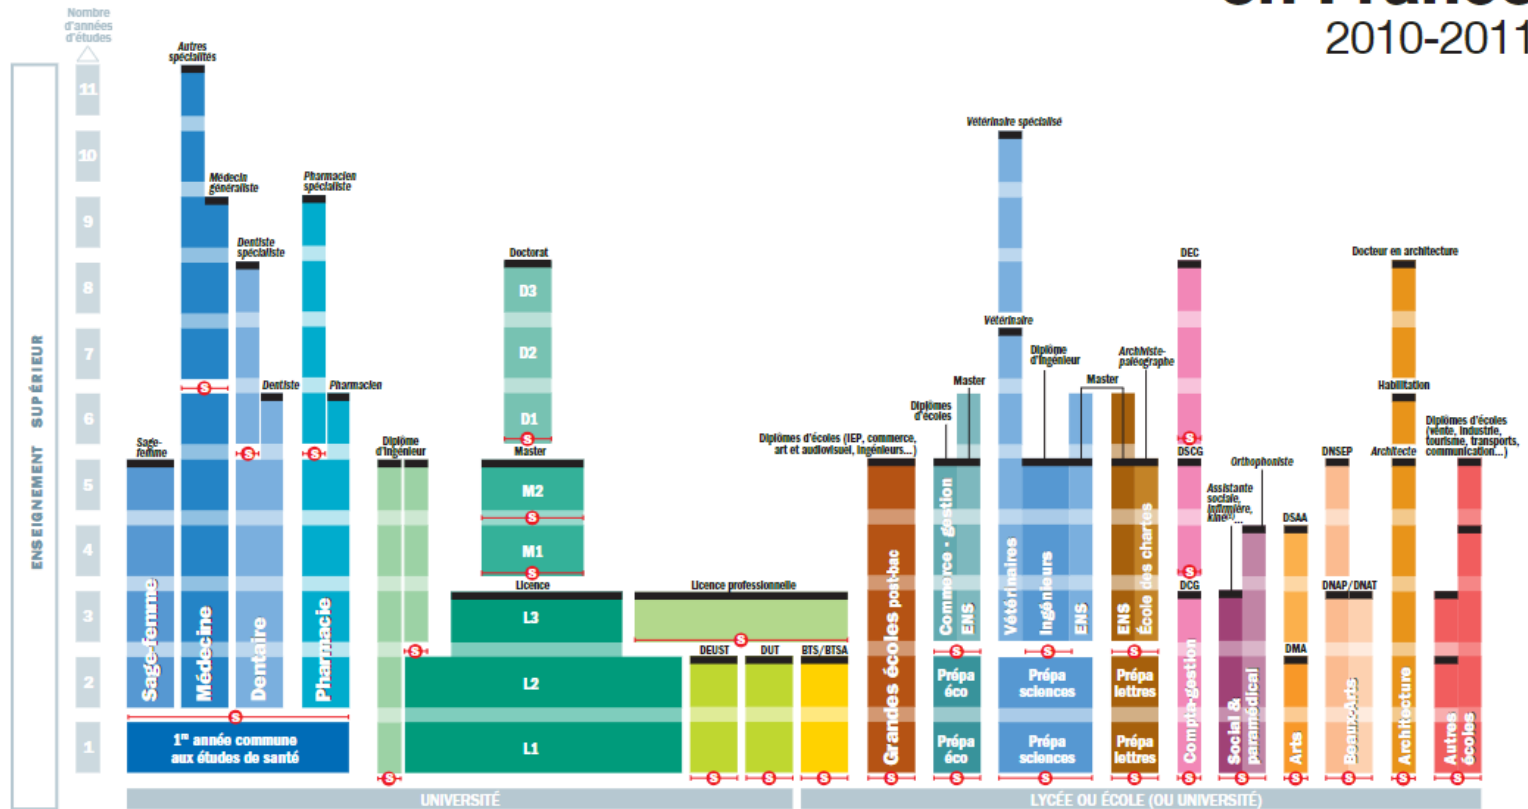 en France
2010-2011
Nombre
d'années
d'études
11
10
9
8
7
6
5
4
3
2
1
ENSEIGNEMENT SUPÉRIEUR
Autres
spécialités
Médecin
généraliste
Dentiste
spécialiste
Pharmacien
spécialiste
Dentiste
Pharmacien
Sage-
femme
S
S
S
S
Sage-femme
Médecine
Dentaire
Pharmacie
1re année commune
aux études de santé
Diplôme
d'ingénieur
S
S
Doctorat
D3
D2
D1
S
Master
M2
S
M1
S
Licence
L3
L2
L1
Licence professionnelle
S
DEUST
DUT
BTS/BTSA
S
S
S
UNIVERSITÉ
Diplômes d'écoles (IEP, commerce,
art et audiovisuel, ingénieurs...)
Grandes écoles post-bac
S
Diplômes
d'écoles
Master
Commerce - gestion
ENS
S
Prépa
éco
Prépa
éco
S
Vétérinaire spécialisé
Vétérinaire
Diplôme
d'ingénieur
Master
Vétérinaires
Ingénieurs
ENS
S
Prépa
sciences
Prépa
sciences
S
Archiviste-
paléographe
ENS
École des chartes
S
Prépa
lettres
Prépa
lettres
S
DEC
S
DSCG
S
DCG
Compta-gestion
S
Assistante
sociale,
infirmière,
kiné(1)...
Orthophoniste
Social &
paramédical
S
DSAA
DMA
Arts
S
DNSEP
DNAP/DNAT
Beaux-Arts
S
Docteur en architecture
Habilitation
Architecte
Architecture
S
Diplômes d'écoles
(vente, industrie,
tourisme, transports,
communication...)
Autres
écoles
S
LYCÉE OU ÉCOLE (OU UNIVERSITÉ)